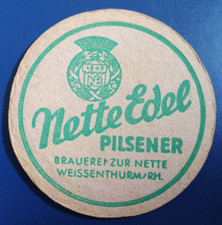 Nette Edel
PILSENER
BRAUEREI ZUR NETTE
WEISSENTHURM/RH.